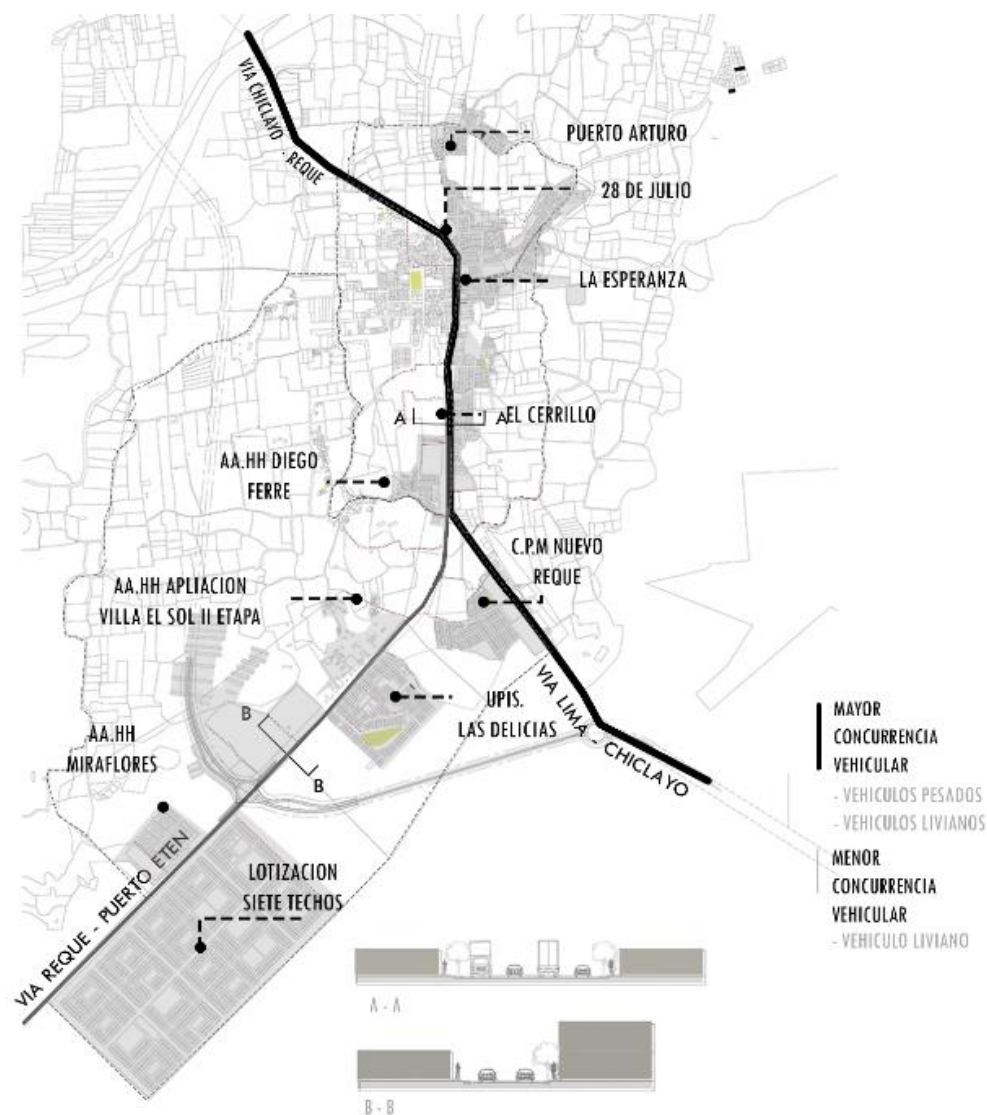 VIA CHICLAYO - REQUE
PUERTO ARTURO
28 DE JULIO
LA ESPERANZA
A
A
EL CERRILLO
AA.HH DIEGO
FERRE
C.P.M NUEVO
REQUE
AA.HH APLIACION
VILLA EL SOL II ETAPA
UPIS.
LAS DELICIAS
VIA LIMA - CHICLAYO
B
B
AA.HH
MIRAFLORES
VIA REQUE - PUERTO ETEN
LOTIZACION
SIETE TECHOS
MAYOR
CONCURRENCIA
VEHICULAR
- VEHICULOS PESADOS
- VEHICULOS LIVIANOS
MENOR
CONCURRENCIA
VEHICULAR
- VEHICULO LIVIANO
A - A
B - B